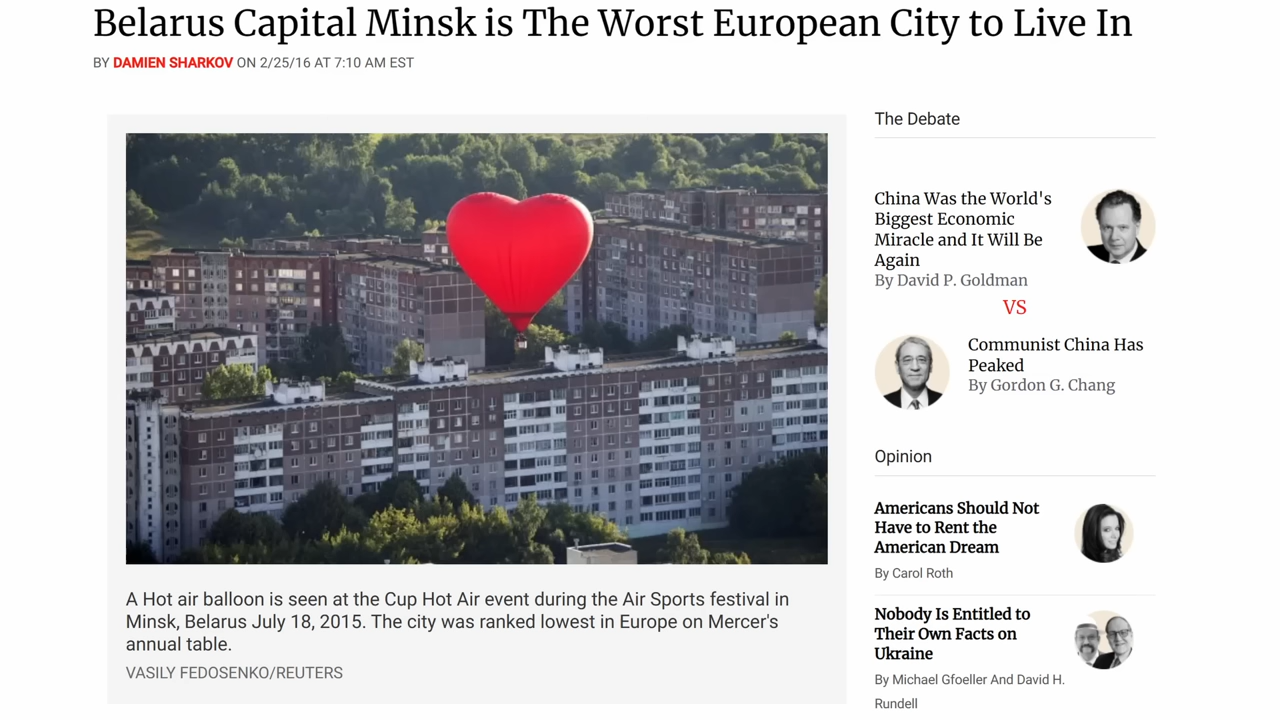 Belarus Capital Minsk is The Worst European City to Live In
BY DAMIEN SHARKOV ON 2/25/16 AT 7:10 AM EST
A Hot air balloon is seen at the Cup Hot Air event during the Air Sports festival in
Minsk, Belarus July 18, 2015. The city was ranked lowest in Europe on Mercer's
annual table.
VASILY FEDOSENKO/REUTERS
The Debate
China Was the World's
Biggest Economic
Miracle and It Will Be
Again
By David P. Goldman
VS
Communist China Has
Peaked
By Gordon G. Chang
Opinion
Americans Should Not
Have to Rent the
American Dream
By Carol Roth
Nobody Is Entitled to
Their Own Facts on
Ukraine
By Michael Gfoeller And David H.
Rundell